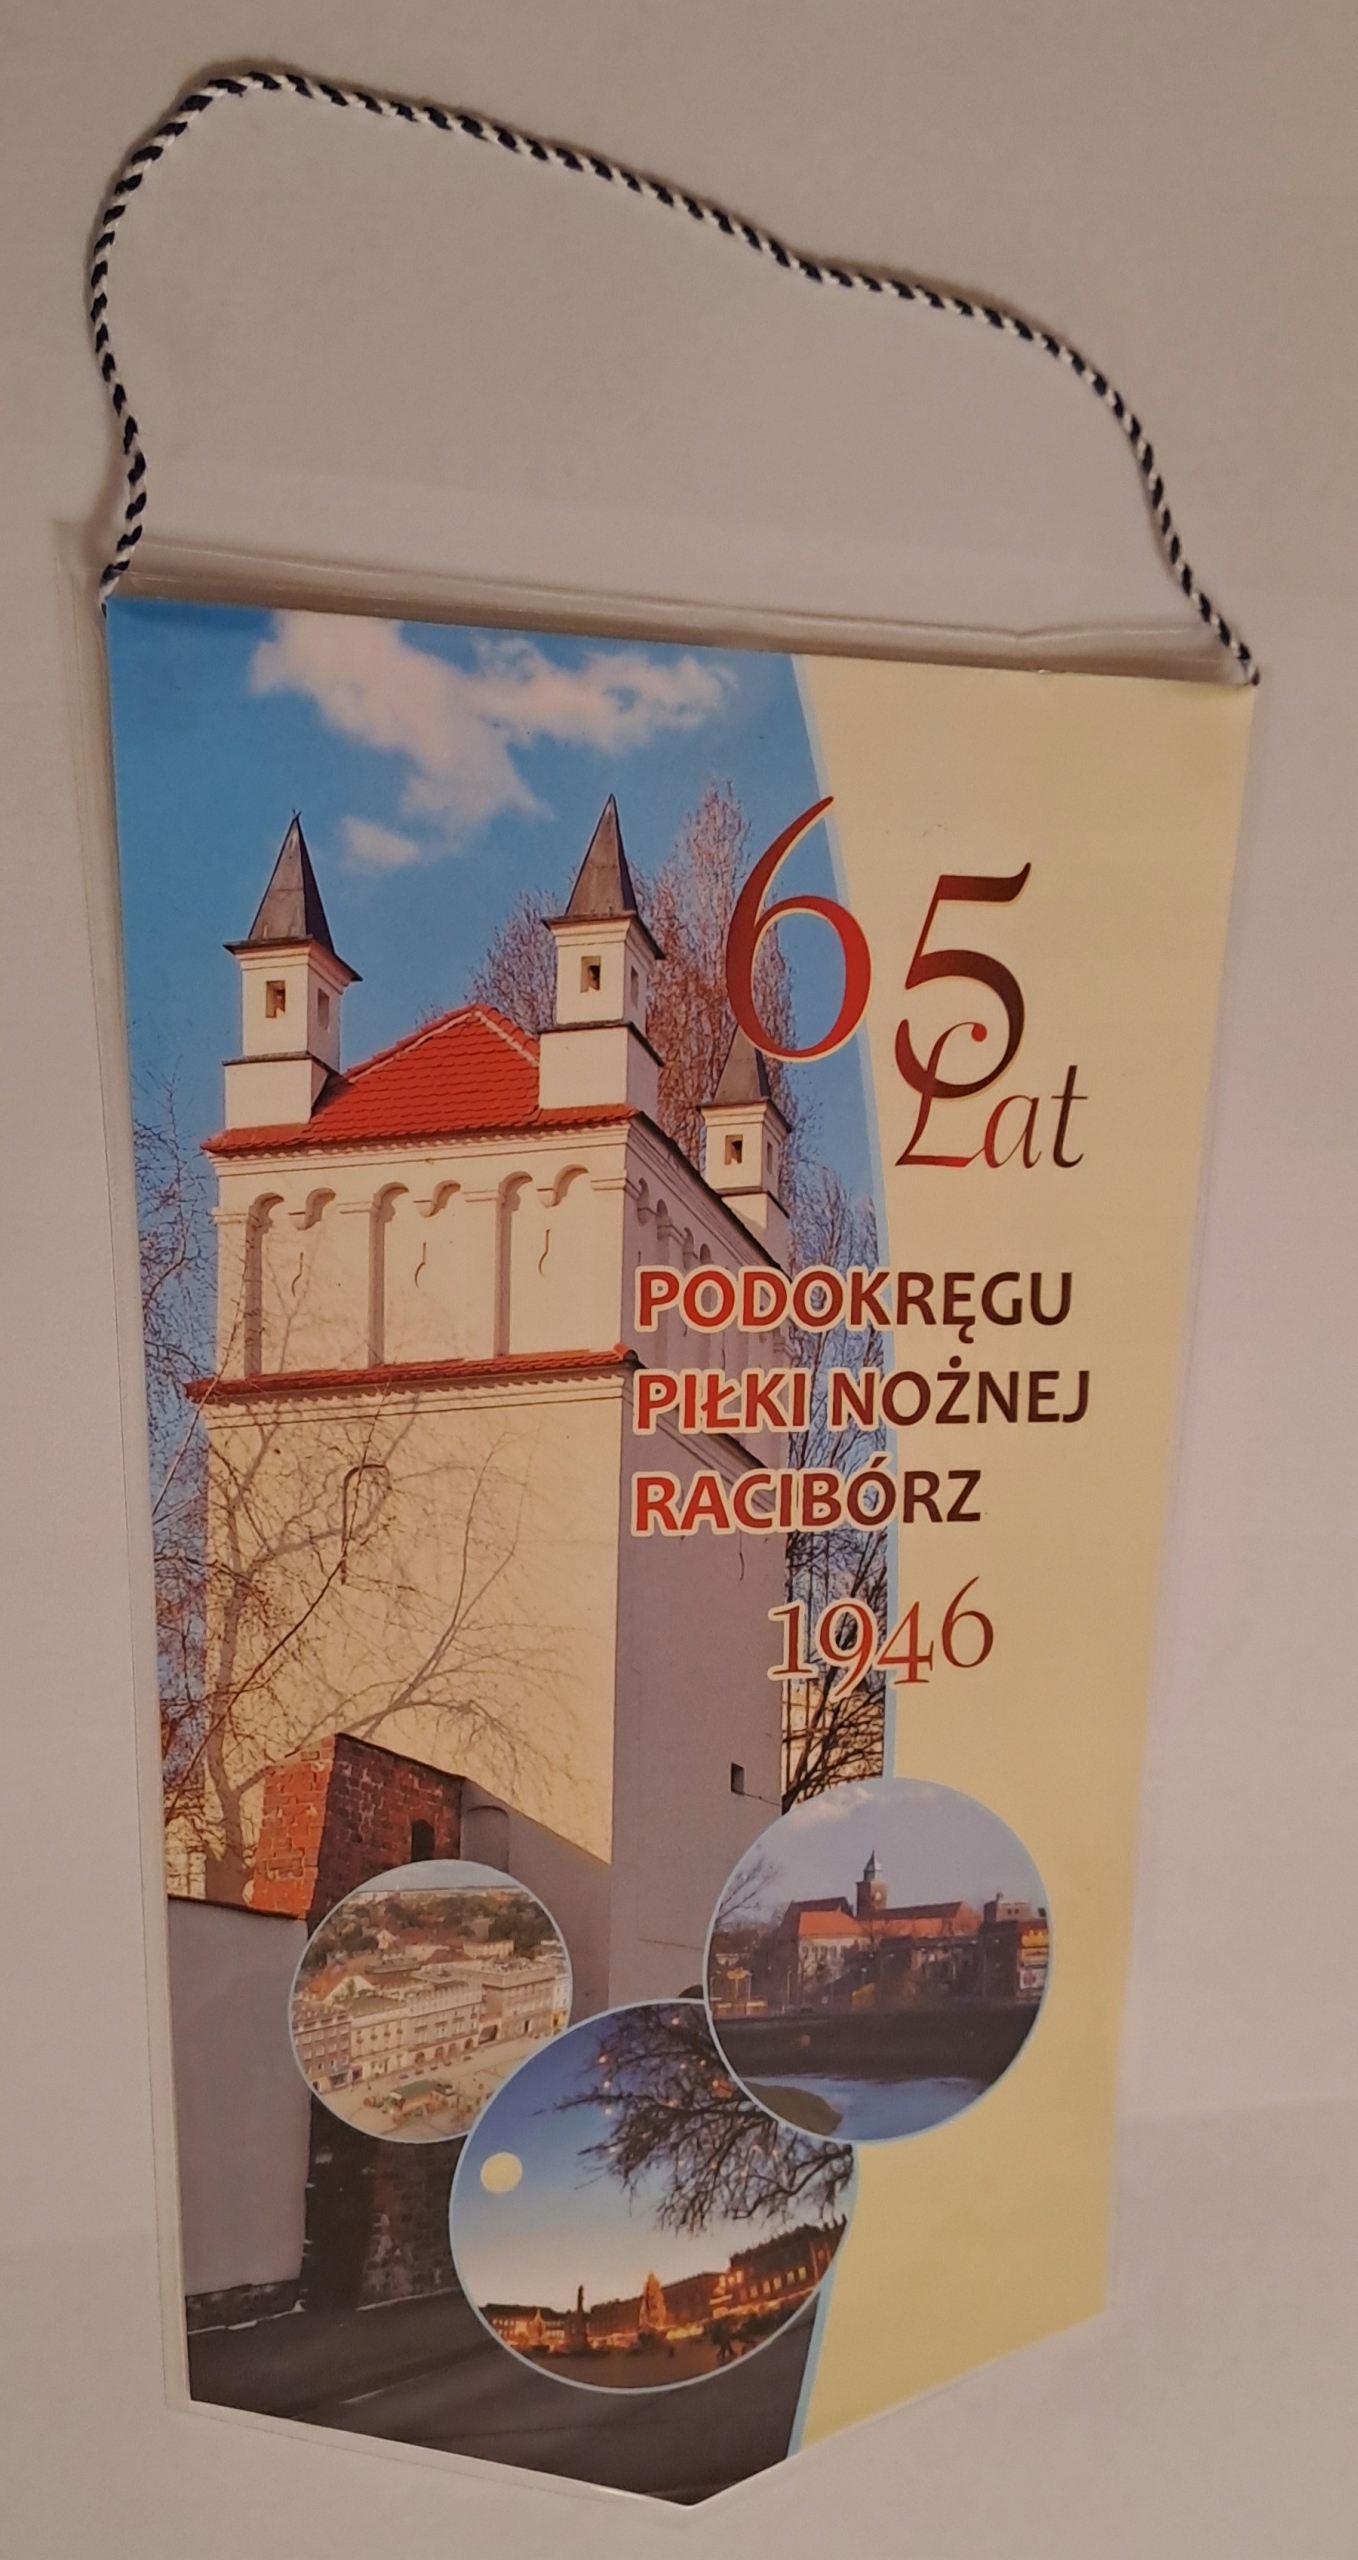 65
Lat
PODOKRĘGU
PIŁKI NOŻNEJ
RACIBÓRZ
1946